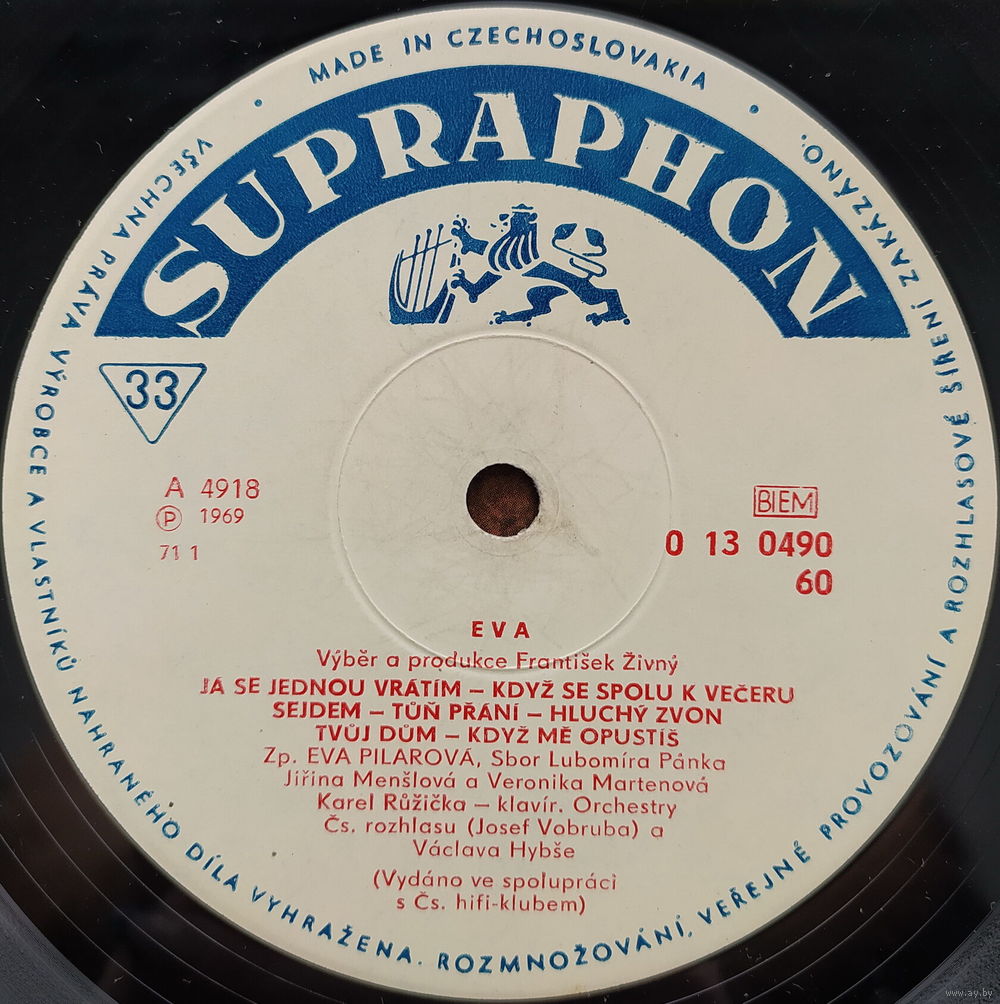 MADE IN CZECHOSLOVAKIA
VŠECHNA PRÁVA VÝROBCE A VLASTNÍKŮ NAHRANÉHO DÍLA VYHRAŽENA. ROZMNOŽOVÁNÍ, VEŘEJNÉ PROVOZOVÁNÍ A ROZHLASOVÉ ŠÍŘENÍ ZAKÁZÁNO.
SUPRAPHON
33
A 4918
Ⓟ 1969
71 1
BIEM
0 13 0490
60
EVA
Výběr a produkce František Živný
JÁ SE JEDNOU VRÁTÍM – KDYŽ SE SPOLU K VEČERU
SEJDEM – TŮŇ PŘÁNÍ – HLUCHÝ ZVON
TVŮJ DŮM – KDYŽ MĚ OPUSTÍŠ
Zp. EVA PILAROVÁ, Sbor Lubomíra Pánka
Jiřina Menšlová a Veronika Martenová
Karel Růžička – klavír. Orchestry
Čs. rozhlasu (Josef Vobruba) a
Václava Hybše
(Vydáno ve spolupráci
s Čs. hifi-klubem)
www.ay.by